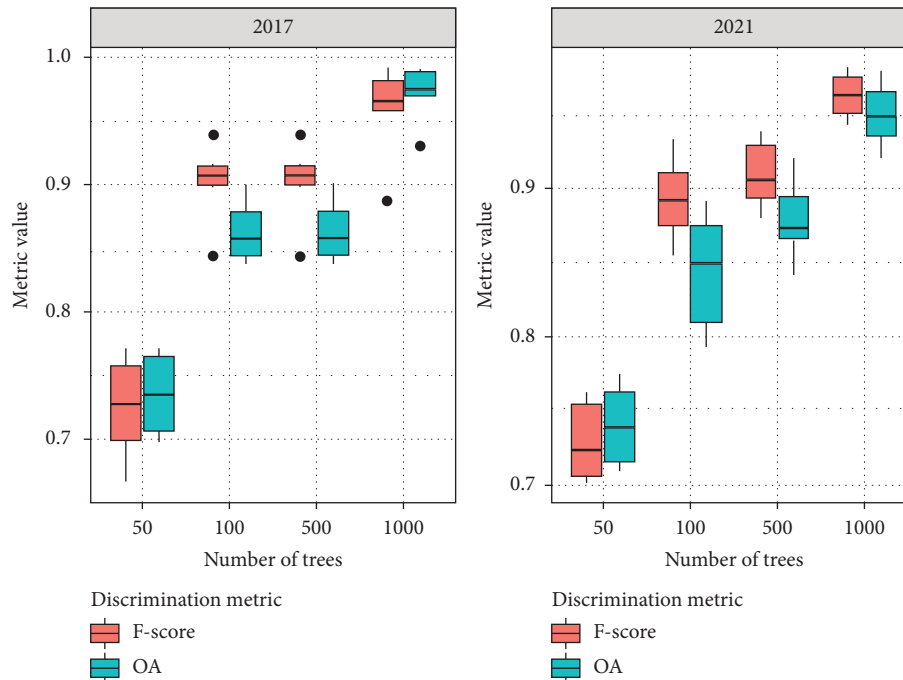 2017
1.0
0.9
0.8
0.7
Metric value
50 100 500 1000
Number of trees
Discrimination metric
F-score
OA
2021
0.9
0.8
0.7
Metric value
50 100 500 1000
Number of trees
Discrimination metric
F-score
OA